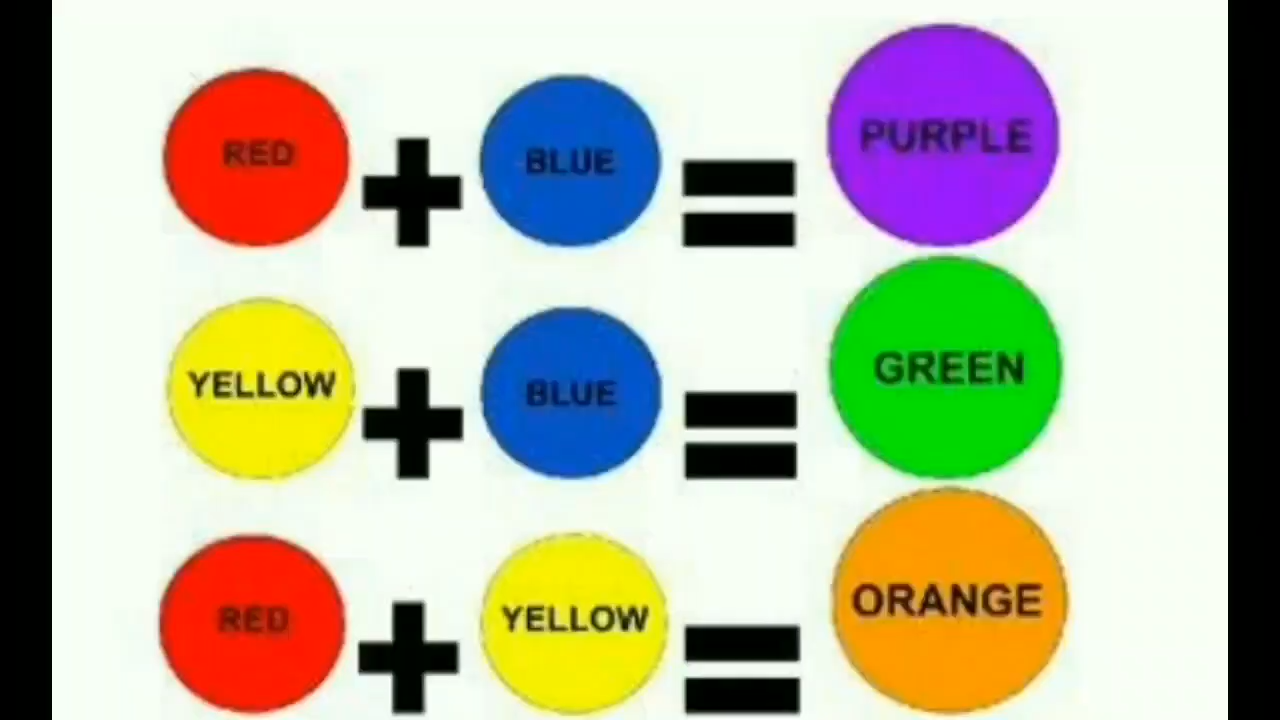 RED + BLUE = PURPLE
YELLOW + BLUE = GREEN
RED + YELLOW = ORANGE